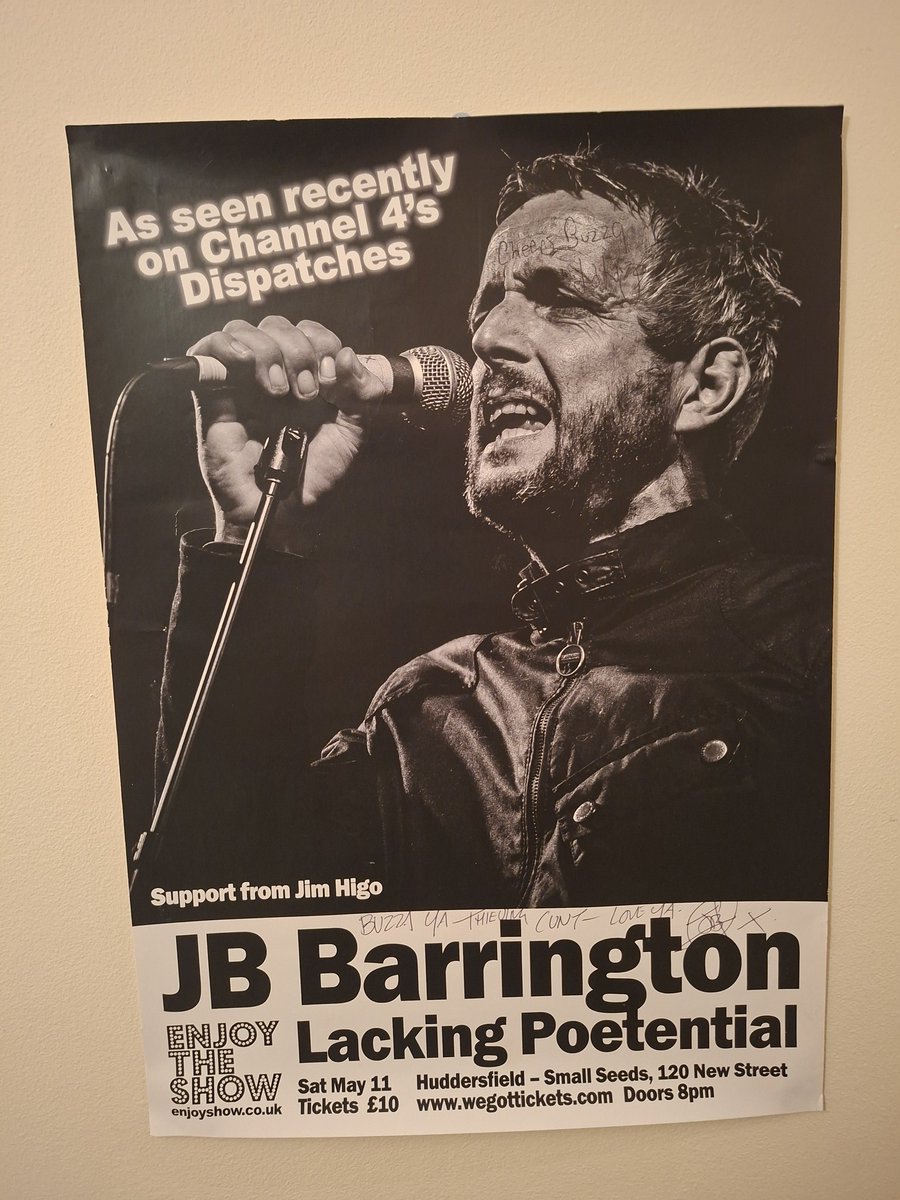 As seen recently
on Channel 4's
Dispatches
Cheers Buzza
Support from Jim Higo
BUZZA YA THIEVING CUNT - LOVE YA. X
JB Barrington
Lacking Poetential
ENJOY
THE
SHOW
enjoyshow.co.uk
Sat May 11 Huddersfield – Small Seeds, 120 New Street
Tickets £10 www.wegottickets.com Doors 8pm